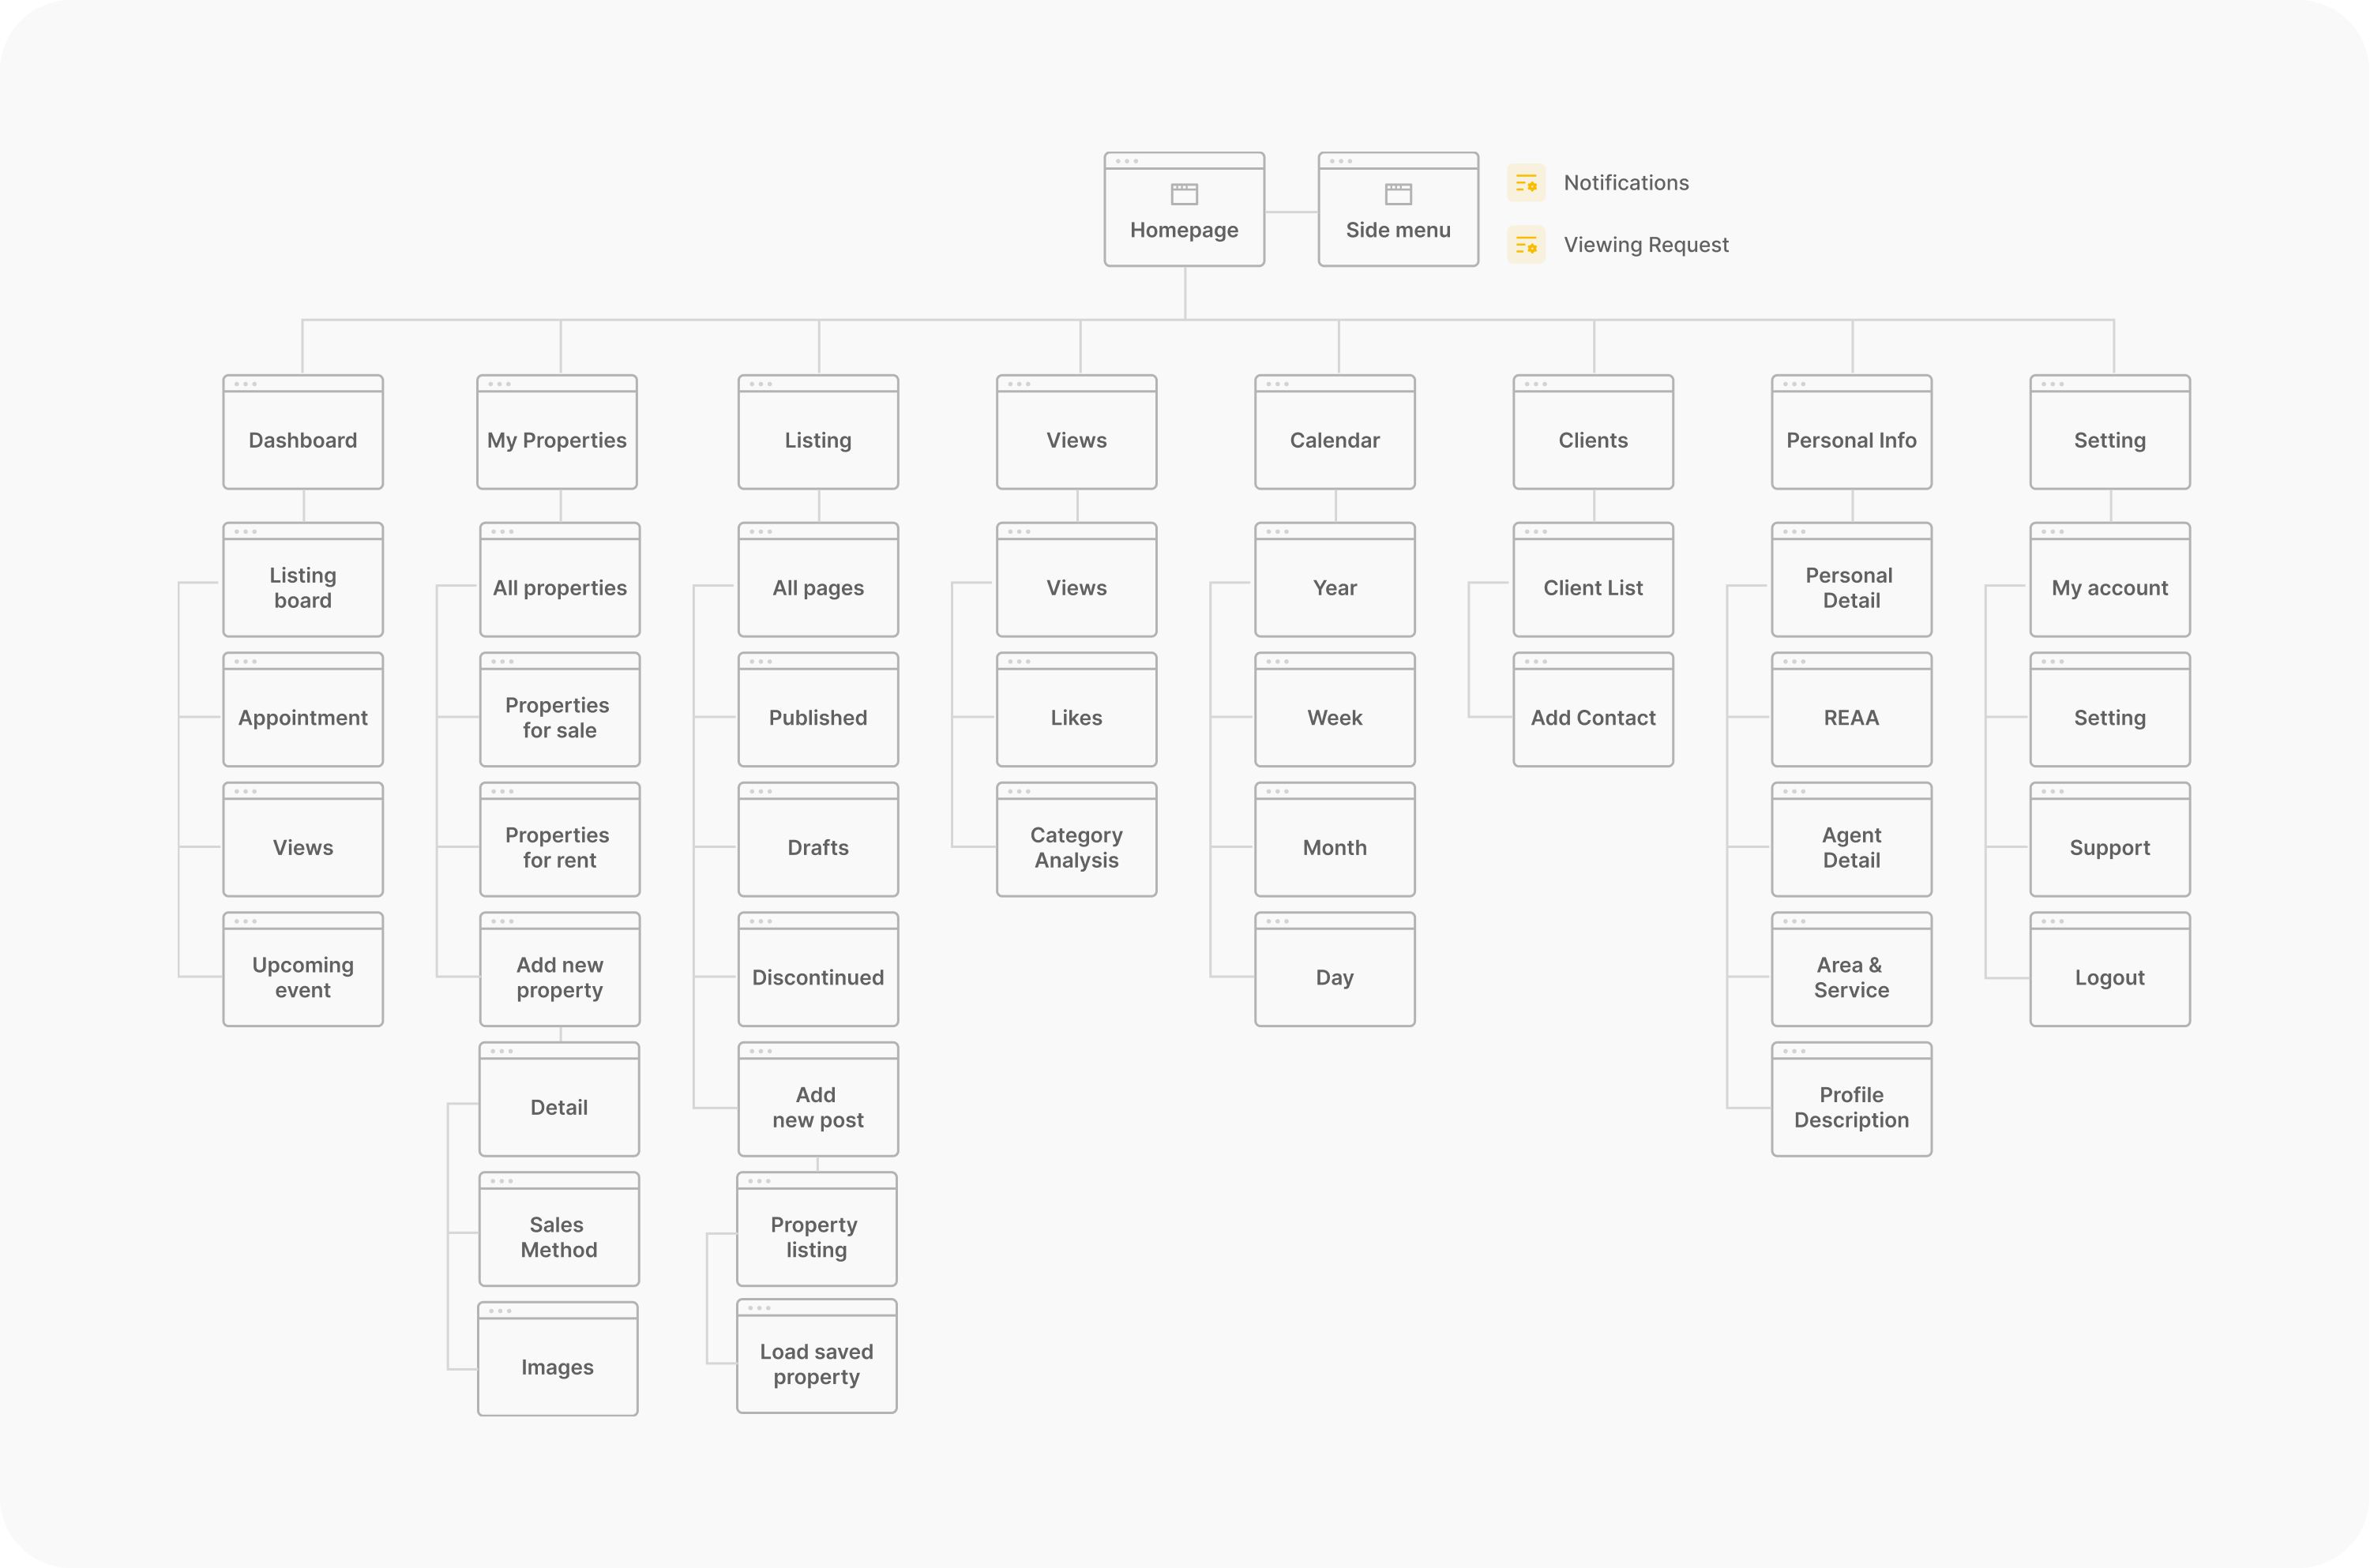 Homepage
Side menu
Notifications
Viewing Request
Dashboard
My Properties
Listing
Views
Calendar
Clients
Personal Info
Setting
Listing
board
Appointment
Views
Upcoming
event
All properties
Properties
for sale
Properties
for rent
Add new
property
Detail
Sales
Method
Images
All pages
Published
Drafts
Discontinued
Add
new post
Property
listing
Load saved
property
Views
Likes
Category
Analysis
Year
Week
Month
Day
Client List
Add Contact
Personal
Detail
REAA
Agent
Detail
Area &
Service
Profile
Description
My account
Setting
Support
Logout